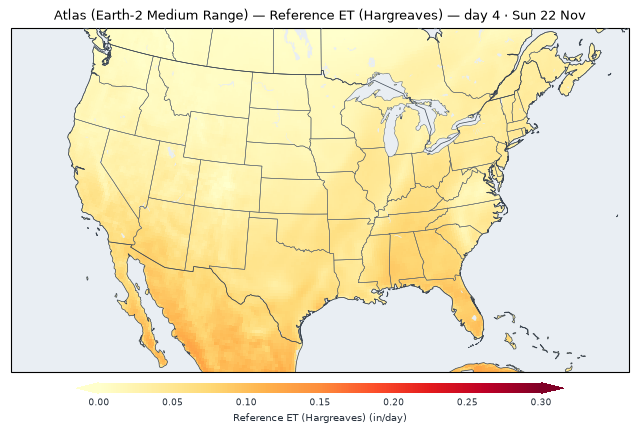 Atlas (Earth-2 Medium Range) — Reference ET (Hargreaves) — day 4 · Sun 22 Nov
0.00 0.05 0.10 0.15 0.20 0.25 0.30
Reference ET (Hargreaves) (in/day)